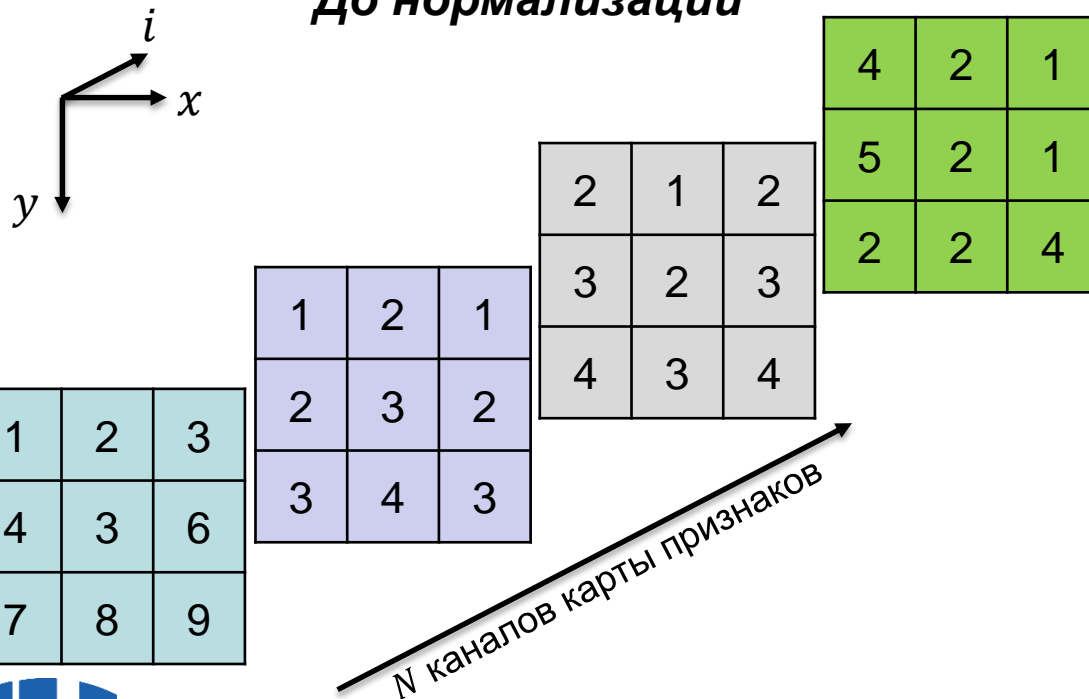 До нормализации
i
x
y
4 2 1
5 2 1
2 2 4
2 1 2
3 2 3
4 3 4
1 2 1
2 3 2
3 4 3
1 2 3
4 3 6
7 8 9
N каналов карты признаков